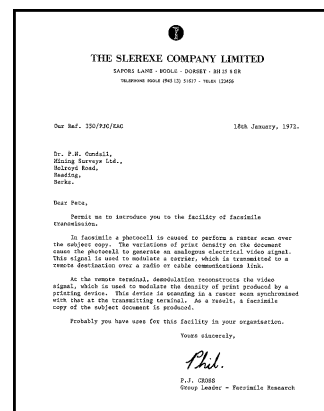 THE SLEREXE COMPANY LIMITED
SAPORS LANE - BOOLE - DORSET - BH 25 8 ER
TELEPHONE BOOLE (945 13) 51617 - TELEX 123456
Our Ref. 350/PJC/EAC
18th January, 1972.
Dr. P.N. Cundall,
Mining Surveys Ltd.,
Holroyd Road,
Reading,
Berks.
Dear Pete,
Permit me to introduce you to the facility of facsimile
transmission.
In facsimile a photocell is caused to perform a raster scan over
the subject copy. The variations of print density on the document
cause the photocell to generate an analogous electrical video signal.
This signal is used to modulate a carrier, which is transmitted to a
remote destination over a radio or cable communications link.
At the remote terminal, demodulation reconstructs the video
signal, which is used to modulate the density of print produced by a
printing device. This device is scanning in a raster scan synchronised
with that at the transmitting terminal. As a result, a facsimile
copy of the subject document is produced.
Probably you have uses for this facility in your organisation.
Yours sincerely,
Phil.
P.J. CROSS
Group Leader - Facsimile Research